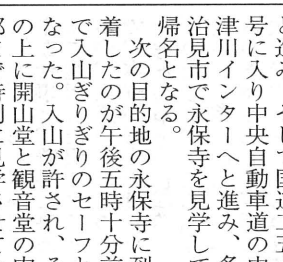 号に入り中央自動車道の中
津川インターへと進み、多
治見市で永保寺を見学して
帰名となる。
次の目的地の永保寺に到
着したのが午後五時十分前
で入山ぎりぎりのセーフと
なった。入山が許され、そ
の上に開山堂と観音堂の内